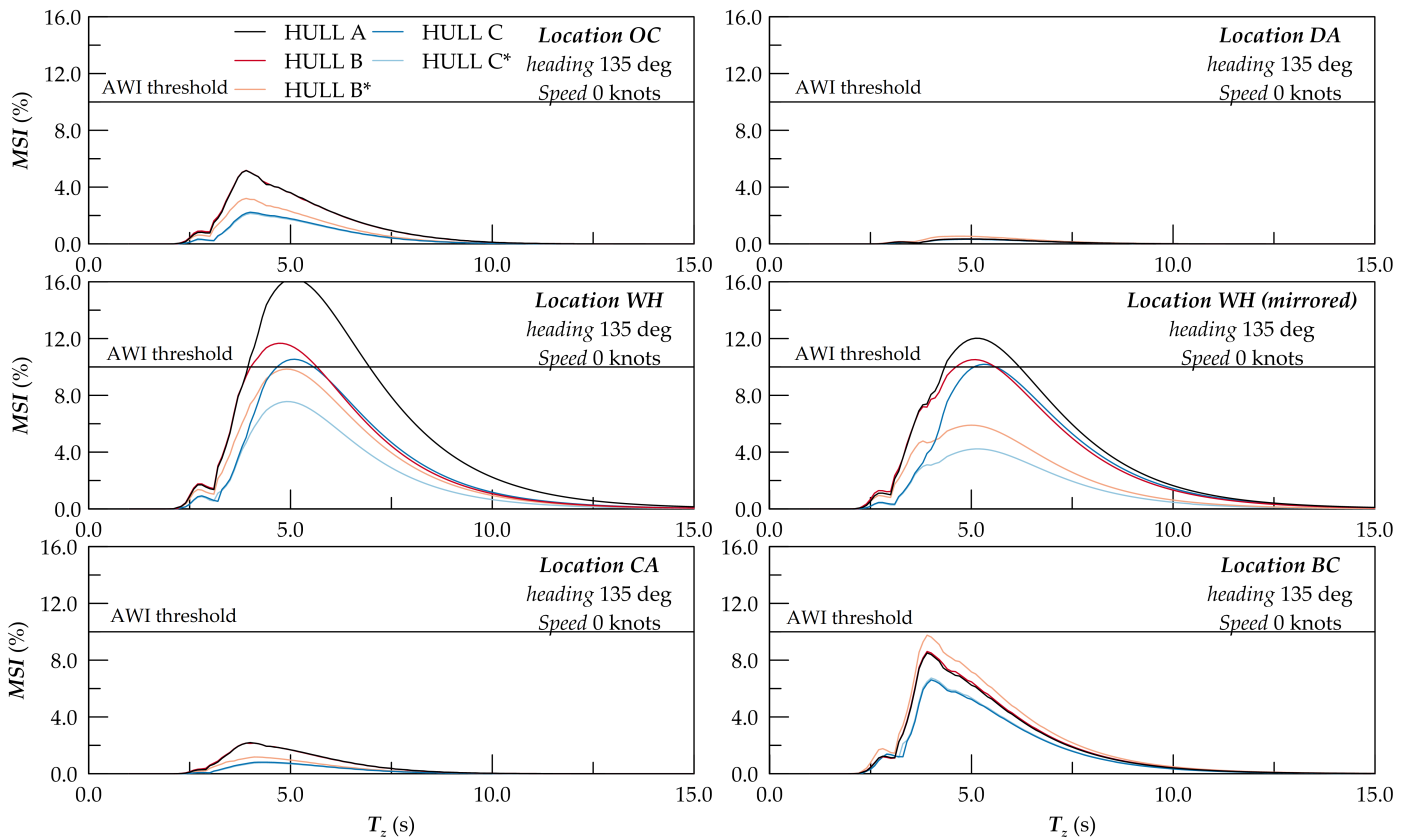 16.0
HULL A
HULL C
Location OC
HULL B
HULL C*
heading 135 deg
12.0
AWI threshold
HULL B*
Speed 0 knots
MSI (%)
8.0
4.0
0.0
0.0 5.0 10.0 15.0
16.0
Location DA
heading 135 deg
12.0
AWI threshold
Speed 0 knots
8.0
4.0
0.0
0.0 5.0 10.0 15.0
16.0
Location WH
heading 135 deg
12.0
AWI threshold
Speed 0 knots
MSI (%)
8.0
4.0
0.0
0.0 5.0 10.0 15.0
16.0
Location WH (mirrored)
heading 135 deg
12.0
AWI threshold
Speed 0 knots
8.0
4.0
0.0
0.0 5.0 10.0 15.0
16.0
Location CA
heading 135 deg
12.0
AWI threshold
Speed 0 knots
MSI (%)
8.0
4.0
0.0
0.0 5.0 10.0 15.0
Tz (s)
16.0
Location BC
heading 135 deg
12.0
AWI threshold
Speed 0 knots
8.0
4.0
0.0
0.0 5.0 10.0 15.0
Tz (s)